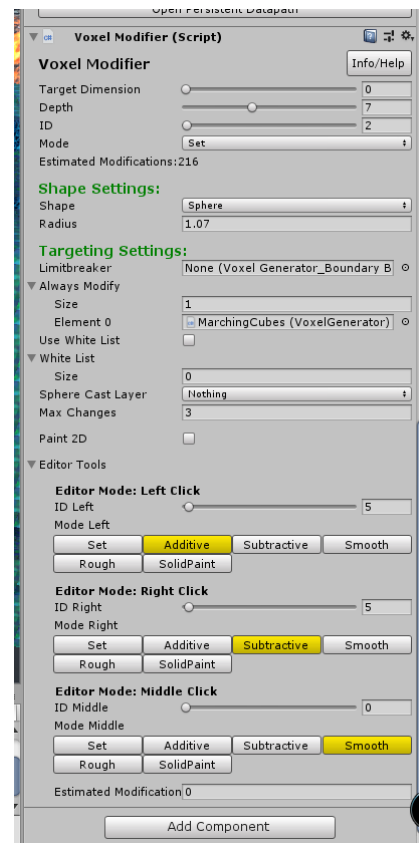 Open Persistent Datapath
Voxel Modifier (Script)
Voxel Modifier Info/Help
Target Dimension 0
Depth 7
ID 2
Mode Set
Estimated Modifications:216
Shape Settings:
Shape Sphere
Radius 1.07
Targeting Settings:
Limitbreaker None (Voxel Generator_Boundary B
Always Modify
Size 1
Element 0 MarchingCubes (VoxelGenerator)
Use White List
White List
Size 0
Sphere Cast Layer Nothing
Max Changes 3
Paint 2D
Editor Tools
Editor Mode: Left Click
ID Left 5
Mode Left
Set Additive Subtractive Smooth
Rough SolidPaint
Editor Mode: Right Click
ID Right 5
Mode Right
Set Additive Subtractive Smooth
Rough SolidPaint
Editor Mode: Middle Click
ID Middle 0
Mode Middle
Set Additive Subtractive Smooth
Rough SolidPaint
Estimated Modification 0
Add Component